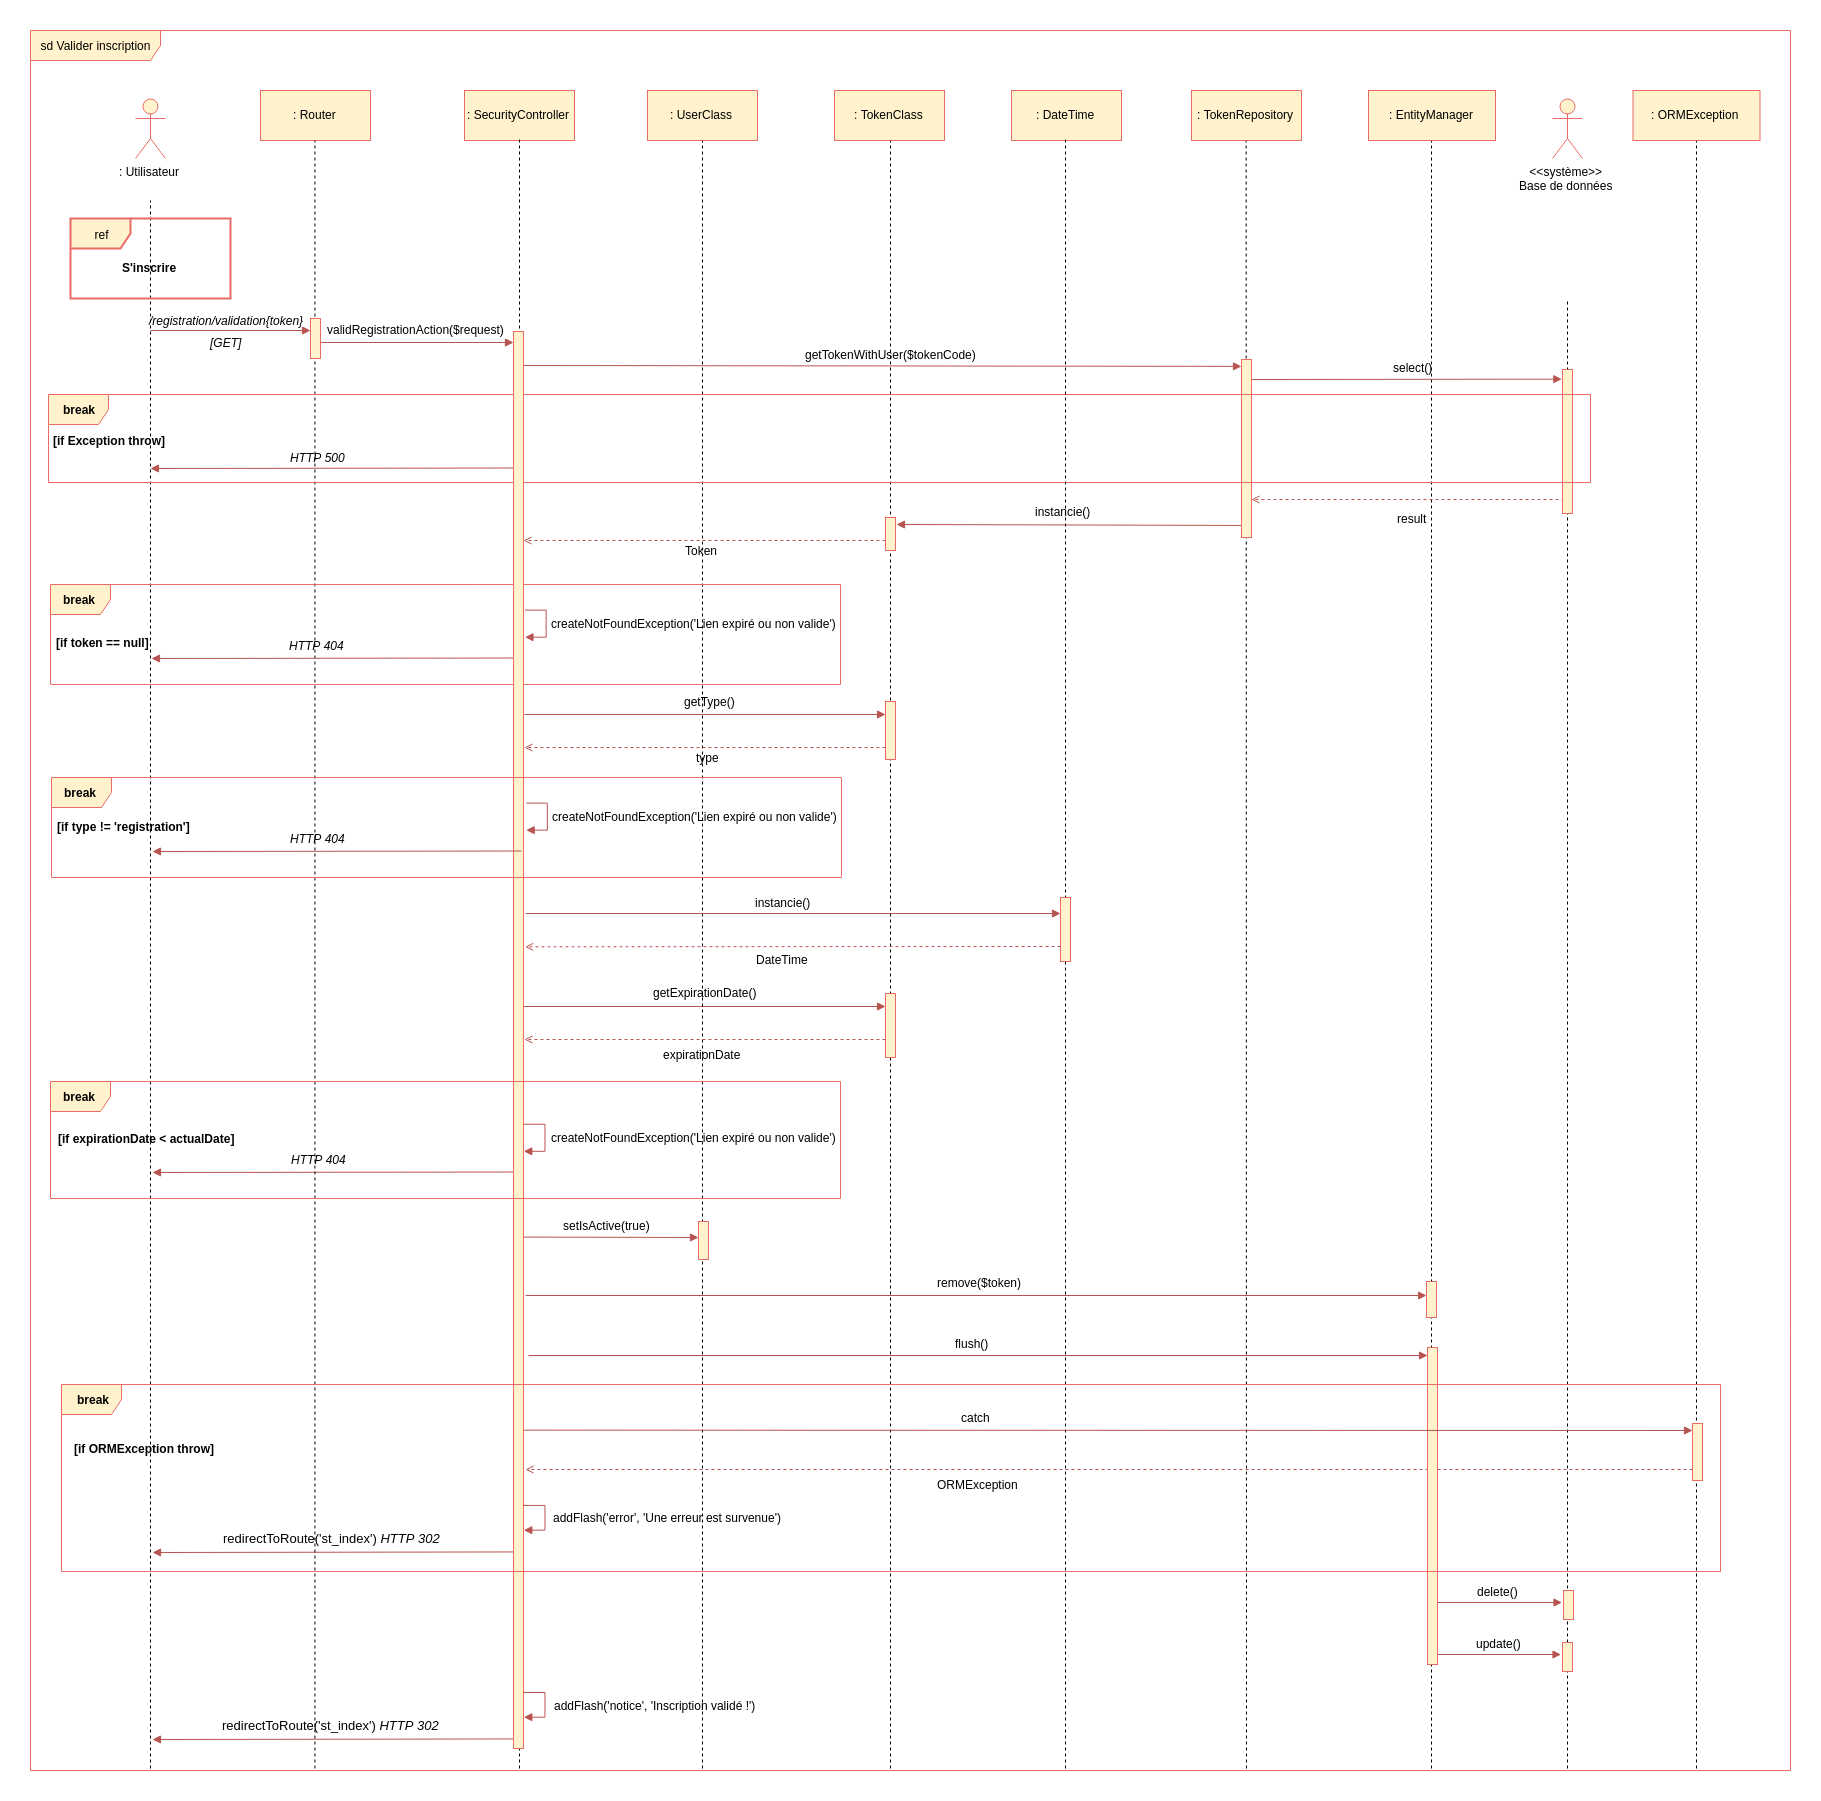 sd Valider inscription
: Utilisateur
: Router
: SecurityController
: UserClass
: TokenClass
: DateTime
: TokenRepository
: EntityManager
<<système>>
Base de données
: ORMException
ref
S'inscrire
/registration/validation{token}
[GET]
validRegistrationAction($request)
getTokenWithUser($tokenCode)
select()
break
[if Exception throw]
HTTP 500
result
instancie()
Token
break
createNotFoundException('Lien expiré ou non valide')
[if token == null]
HTTP 404
getType()
type
break
createNotFoundException('Lien expiré ou non valide')
[if type != 'registration']
HTTP 404
instancie()
DateTime
getExpirationDate()
expirationDate
break
createNotFoundException('Lien expiré ou non valide')
[if expirationDate < actualDate]
HTTP 404
setIsActive(true)
remove($token)
flush()
break
catch
[if ORMException throw]
ORMException
addFlash('error', 'Une erreur est survenue')
redirectToRoute('st_index') HTTP 302
delete()
update()
addFlash('notice', 'Inscription validé !')
redirectToRoute('st_index') HTTP 302